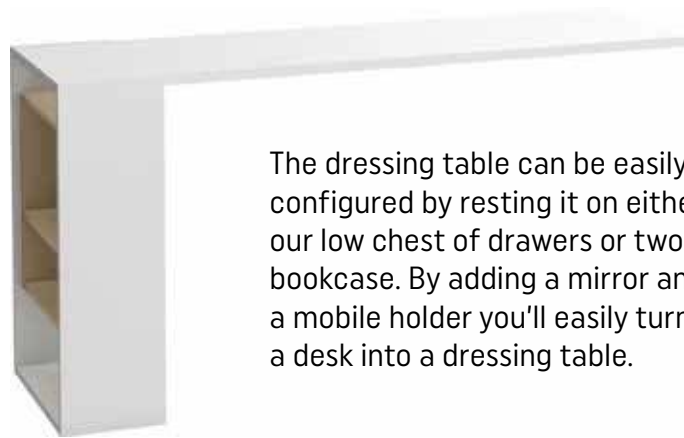 The dressing table can be easily
configured by resting it on eithe
our low chest of drawers or two
bookcase. By adding a mirror an
a mobile holder you'll easily turn
a desk into a dressing table.